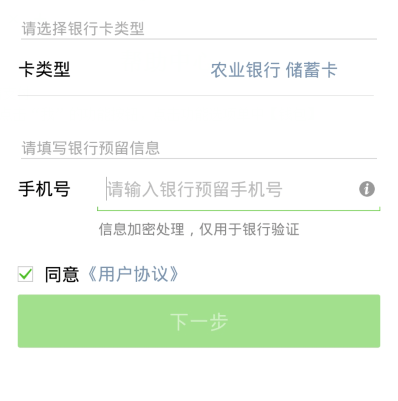 请选择银行卡类型
卡类型 农业银行 储蓄卡
请填写银行预留信息
手机号 请输入银行预留手机号
信息加密处理，仅用于银行验证
同意《用户协议》
下一步